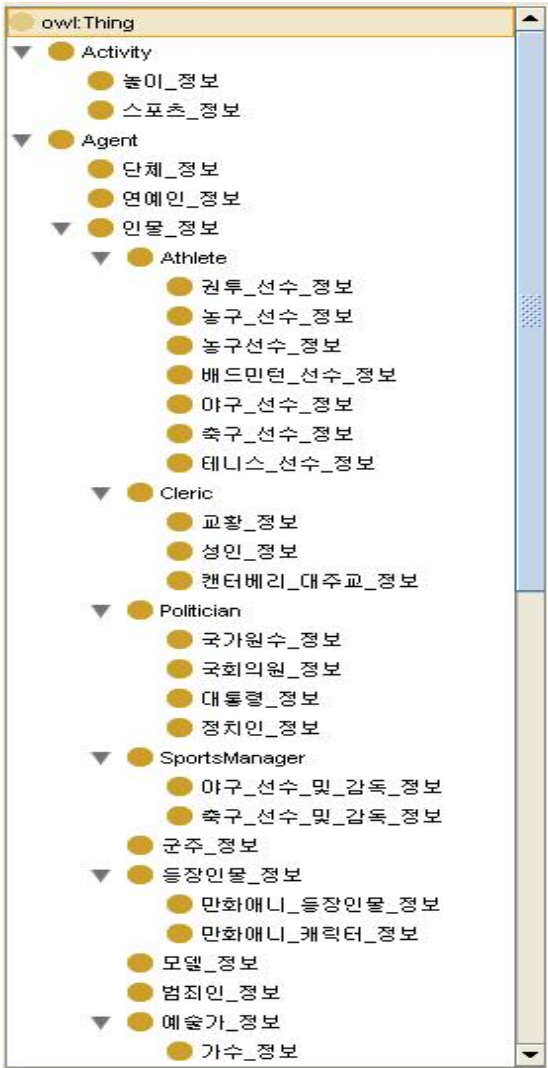 owl:Thing
Activity
놀이_정보
스포츠_정보
Agent
단체_정보
연예인_정보
인물_정보
Athlete
권투_선수_정보
농구_선수_정보
농구선수_정보
배드민턴_선수_정보
야구_선수_정보
축구_선수_정보
테니스_선수_정보
Cleric
교황_정보
성인_정보
캔터베리_대주교_정보
Politician
국가원수_정보
국회의원_정보
대통령_정보
정치인_정보
SportsManager
야구_선수_및_감독_정보
축구_선수_및_감독_정보
군주_정보
등장인물_정보
만화애니_등장인물_정보
만화애니_캐릭터_정보
모델_정보
범죄인_정보
예술가_정보
가수_정보